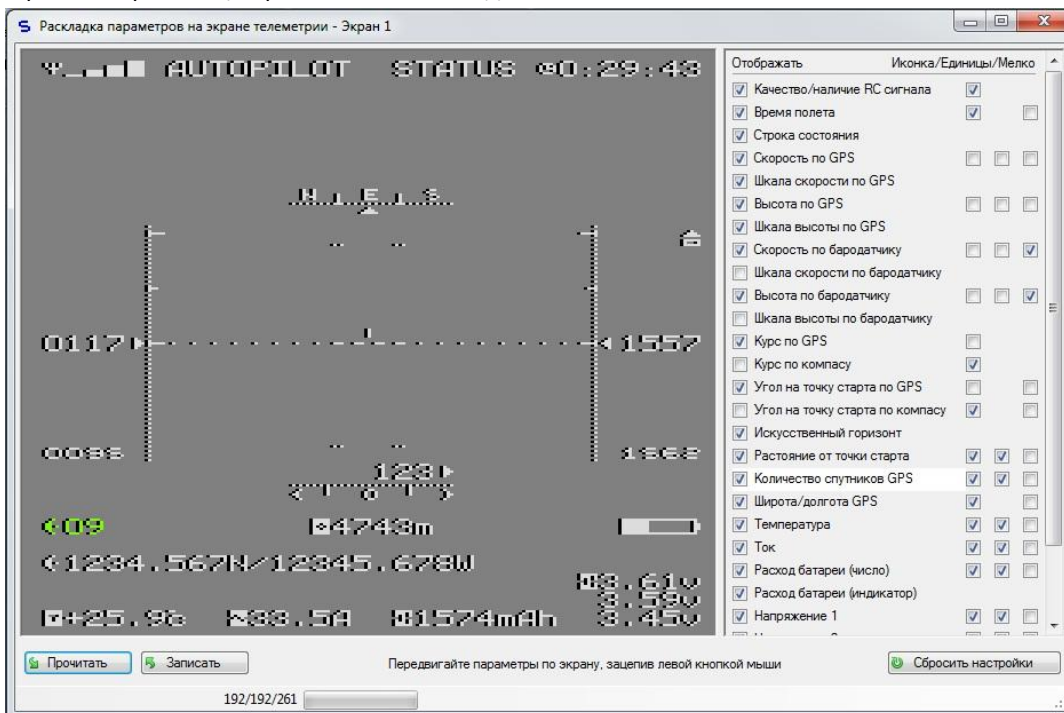 Раскладка параметров на экране телеметрии - Экран 1
AUTOPILOT STATUS 0:29:43
N E S
0117 1557
0096 1562
123
09 4743m
1234.567N/12345.678W
3.61v
3.59v
+25.9b 33.5A 1574mAh 3.45v
Отображать Иконка/Единицы/Мелко
Качество/наличие RC сигнала
Время полета
Строка состояния
Скорость по GPS
Шкала скорости по GPS
Высота по GPS
Шкала высоты по GPS
Скорость по бародатчику
Шкала скорости по бародатчику
Высота по бародатчику
Шкала высоты по бародатчику
Курс по GPS
Курс по компасу
Угол на точку старта по GPS
Угол на точку старта по компасу
Искусственный горизонт
Растояние от точки старта
Количество спутников GPS
Широта/долгота GPS
Температура
Ток
Расход батареи (число)
Расход батареи (индикатор)
Напряжение 1
Прочитать Записать Передвигайте параметры по экрану, зацепив левой кнопкой мыши Сбросить настройки
192/192/261